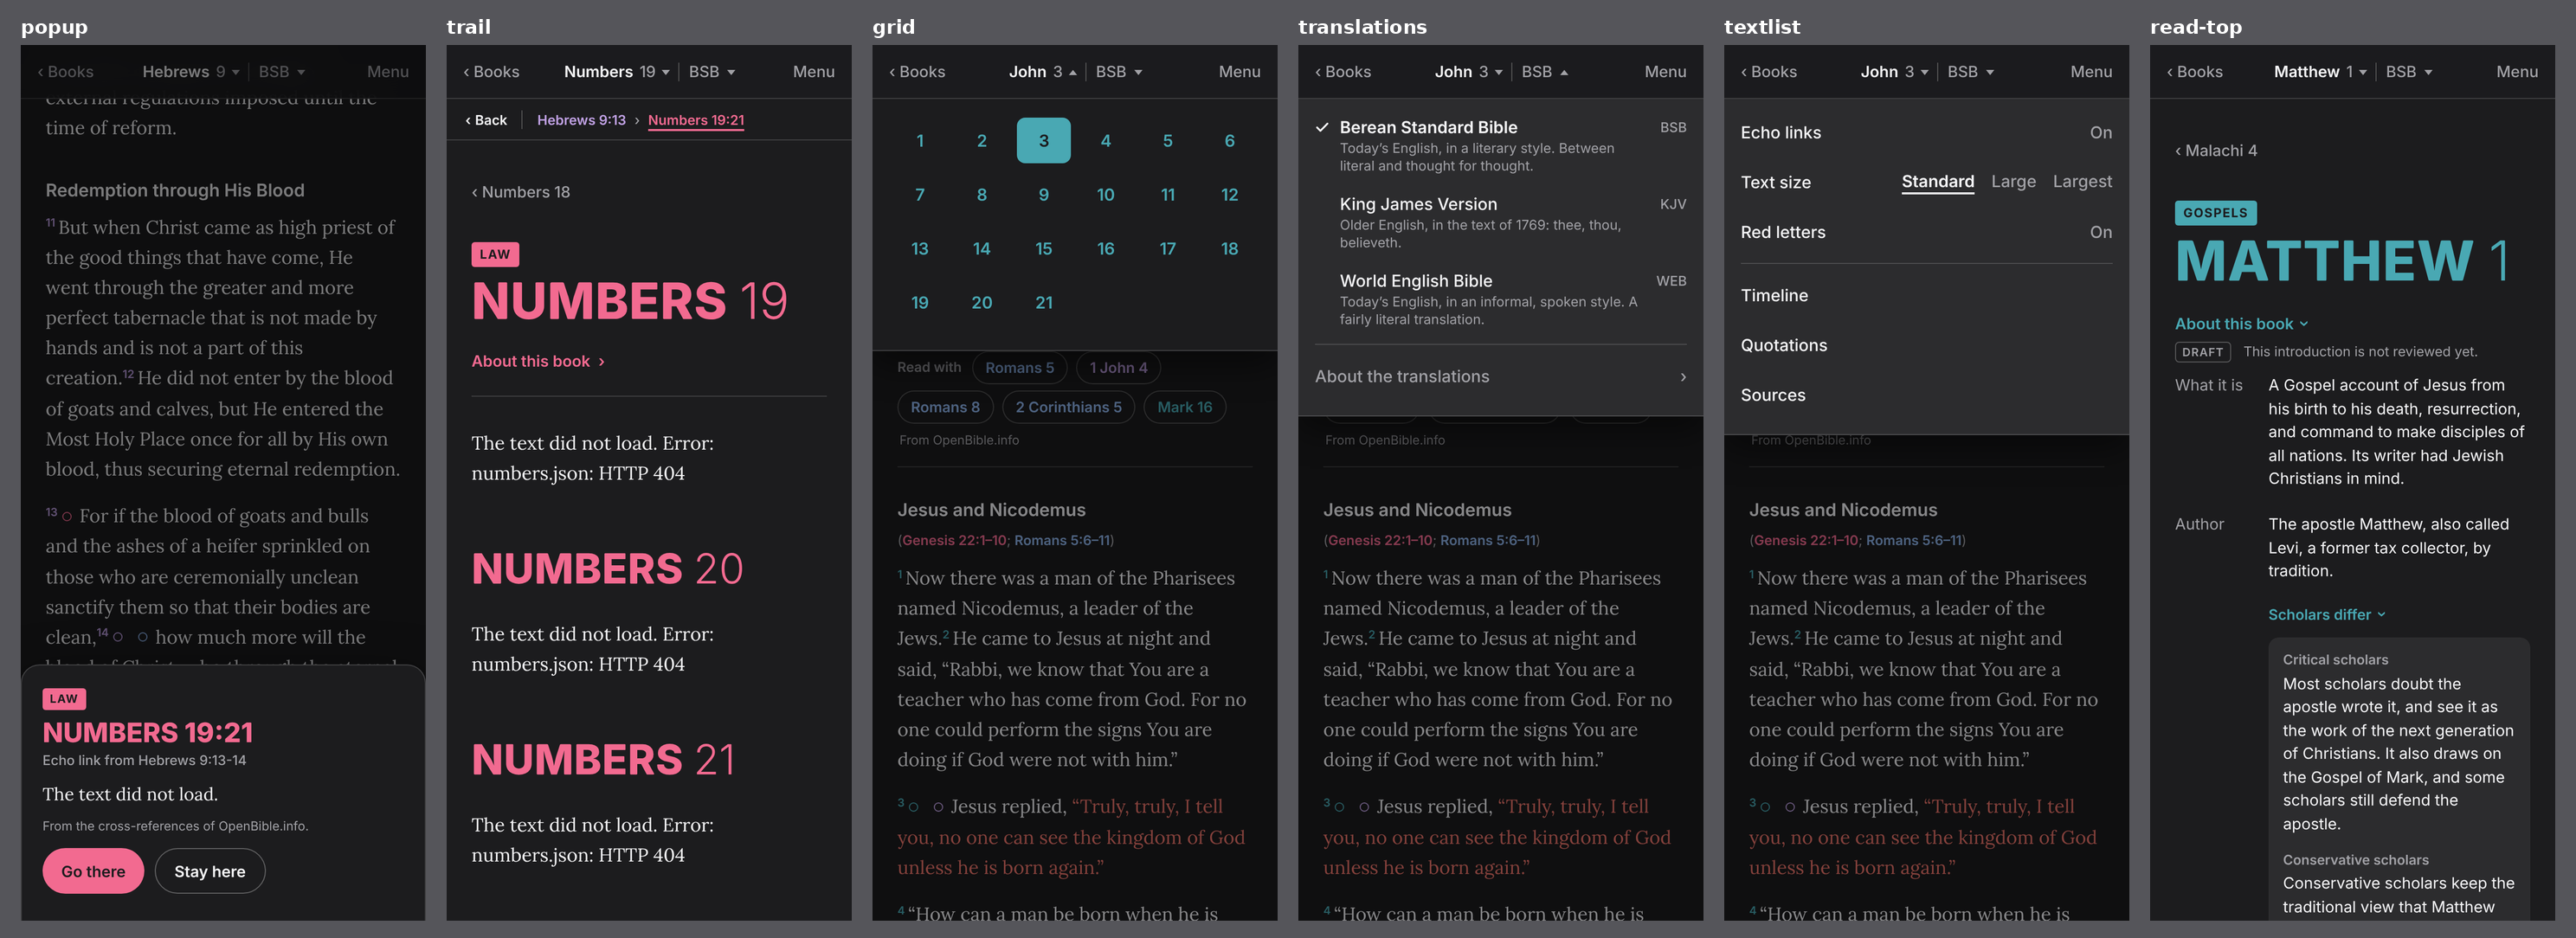 popup
‹ Books Hebrews 9 BSB Menu
external regulations imposed until the
time of reform.
Redemption through His Blood
11 But when Christ came as high priest of
the good things that have come, He
went through the greater and more
perfect tabernacle that is not made by
hands and is not a part of this
creation. 12 He did not enter by the blood
of goats and calves, but He entered the
Most Holy Place once for all by His own
blood, thus securing eternal redemption.
13 For if the blood of goats and bulls
and the ashes of a heifer sprinkled on
those who are ceremonially unclean
sanctify them so that their bodies are
clean, 14 how much more will the
LAW
NUMBERS 19:21
Echo link from Hebrews 9:13-14
The text did not load.
From the cross-references of OpenBible.info.
Go there Stay here
trail
‹ Books Numbers 19 BSB Menu
‹ Back Hebrews 9:13 › Numbers 19:21
‹ Numbers 18
LAW
NUMBERS 19
About this book ›
The text did not load. Error:
numbers.json: HTTP 404
NUMBERS 20
The text did not load. Error:
numbers.json: HTTP 404
NUMBERS 21
The text did not load. Error:
numbers.json: HTTP 404
grid
‹ Books John 3 BSB Menu
1 2 3 4 5 6
7 8 9 10 11 12
13 14 15 16 17 18
19 20 21
Read with Romans 5 1 John 4
Romans 8 2 Corinthians 5 Mark 16
From OpenBible.info
Jesus and Nicodemus
(Genesis 22:1–10; Romans 5:6–11)
1 Now there was a man of the Pharisees
named Nicodemus, a leader of the
Jews. 2 He came to Jesus at night and
said, “Rabbi, we know that You are a
teacher who has come from God. For no
one could perform the signs You are
doing if God were not with him.”
3 Jesus replied, “Truly, truly, I tell
you, no one can see the kingdom of God
unless he is born again.”
4 “How can a man be born when he is
translations
‹ Books John 3 BSB Menu
Berean Standard Bible BSB
Today’s English, in a literary style. Between
literal and thought for thought.
King James Version KJV
Older English, in the text of 1769: thee, thou,
believeth.
World English Bible WEB
Today’s English, in an informal, spoken style. A
fairly literal translation.
About the translations ›
From OpenBible.info
Jesus and Nicodemus
(Genesis 22:1–10; Romans 5:6–11)
1 Now there was a man of the Pharisees
named Nicodemus, a leader of the
Jews. 2 He came to Jesus at night and
said, “Rabbi, we know that You are a
teacher who has come from God. For no
one could perform the signs You are
doing if God were not with him.”
3 Jesus replied, “Truly, truly, I tell
you, no one can see the kingdom of God
unless he is born again.”
4 “How can a man be born when he is
textlist
‹ Books John 3 BSB Menu
Echo links On
Text size Standard Large Largest
Red letters On
Timeline
Quotations
Sources
From OpenBible.info
Jesus and Nicodemus
(Genesis 22:1–10; Romans 5:6–11)
1 Now there was a man of the Pharisees
named Nicodemus, a leader of the
Jews. 2 He came to Jesus at night and
said, “Rabbi, we know that You are a
teacher who has come from God. For no
one could perform the signs You are
doing if God were not with him.”
3 Jesus replied, “Truly, truly, I tell
you, no one can see the kingdom of God
unless he is born again.”
4 “How can a man be born when he is
read-top
‹ Books Matthew 1 BSB Menu
‹ Malachi 4
GOSPELS
MATTHEW 1
About this book
DRAFT This introduction is not reviewed yet.
What it is A Gospel account of Jesus from
his birth to his death, resurrection,
and command to make disciples of
all nations. Its writer had Jewish
Christians in mind.
Author The apostle Matthew, also called
Levi, a former tax collector, by
tradition.
Scholars differ
Critical scholars
Most scholars doubt the
apostle wrote it, and see it as
the work of the next generation
of Christians. It also draws on
the Gospel of Mark, and some
scholars still defend the
apostle.
Conservative scholars
Conservative scholars keep the
traditional view that Matthew